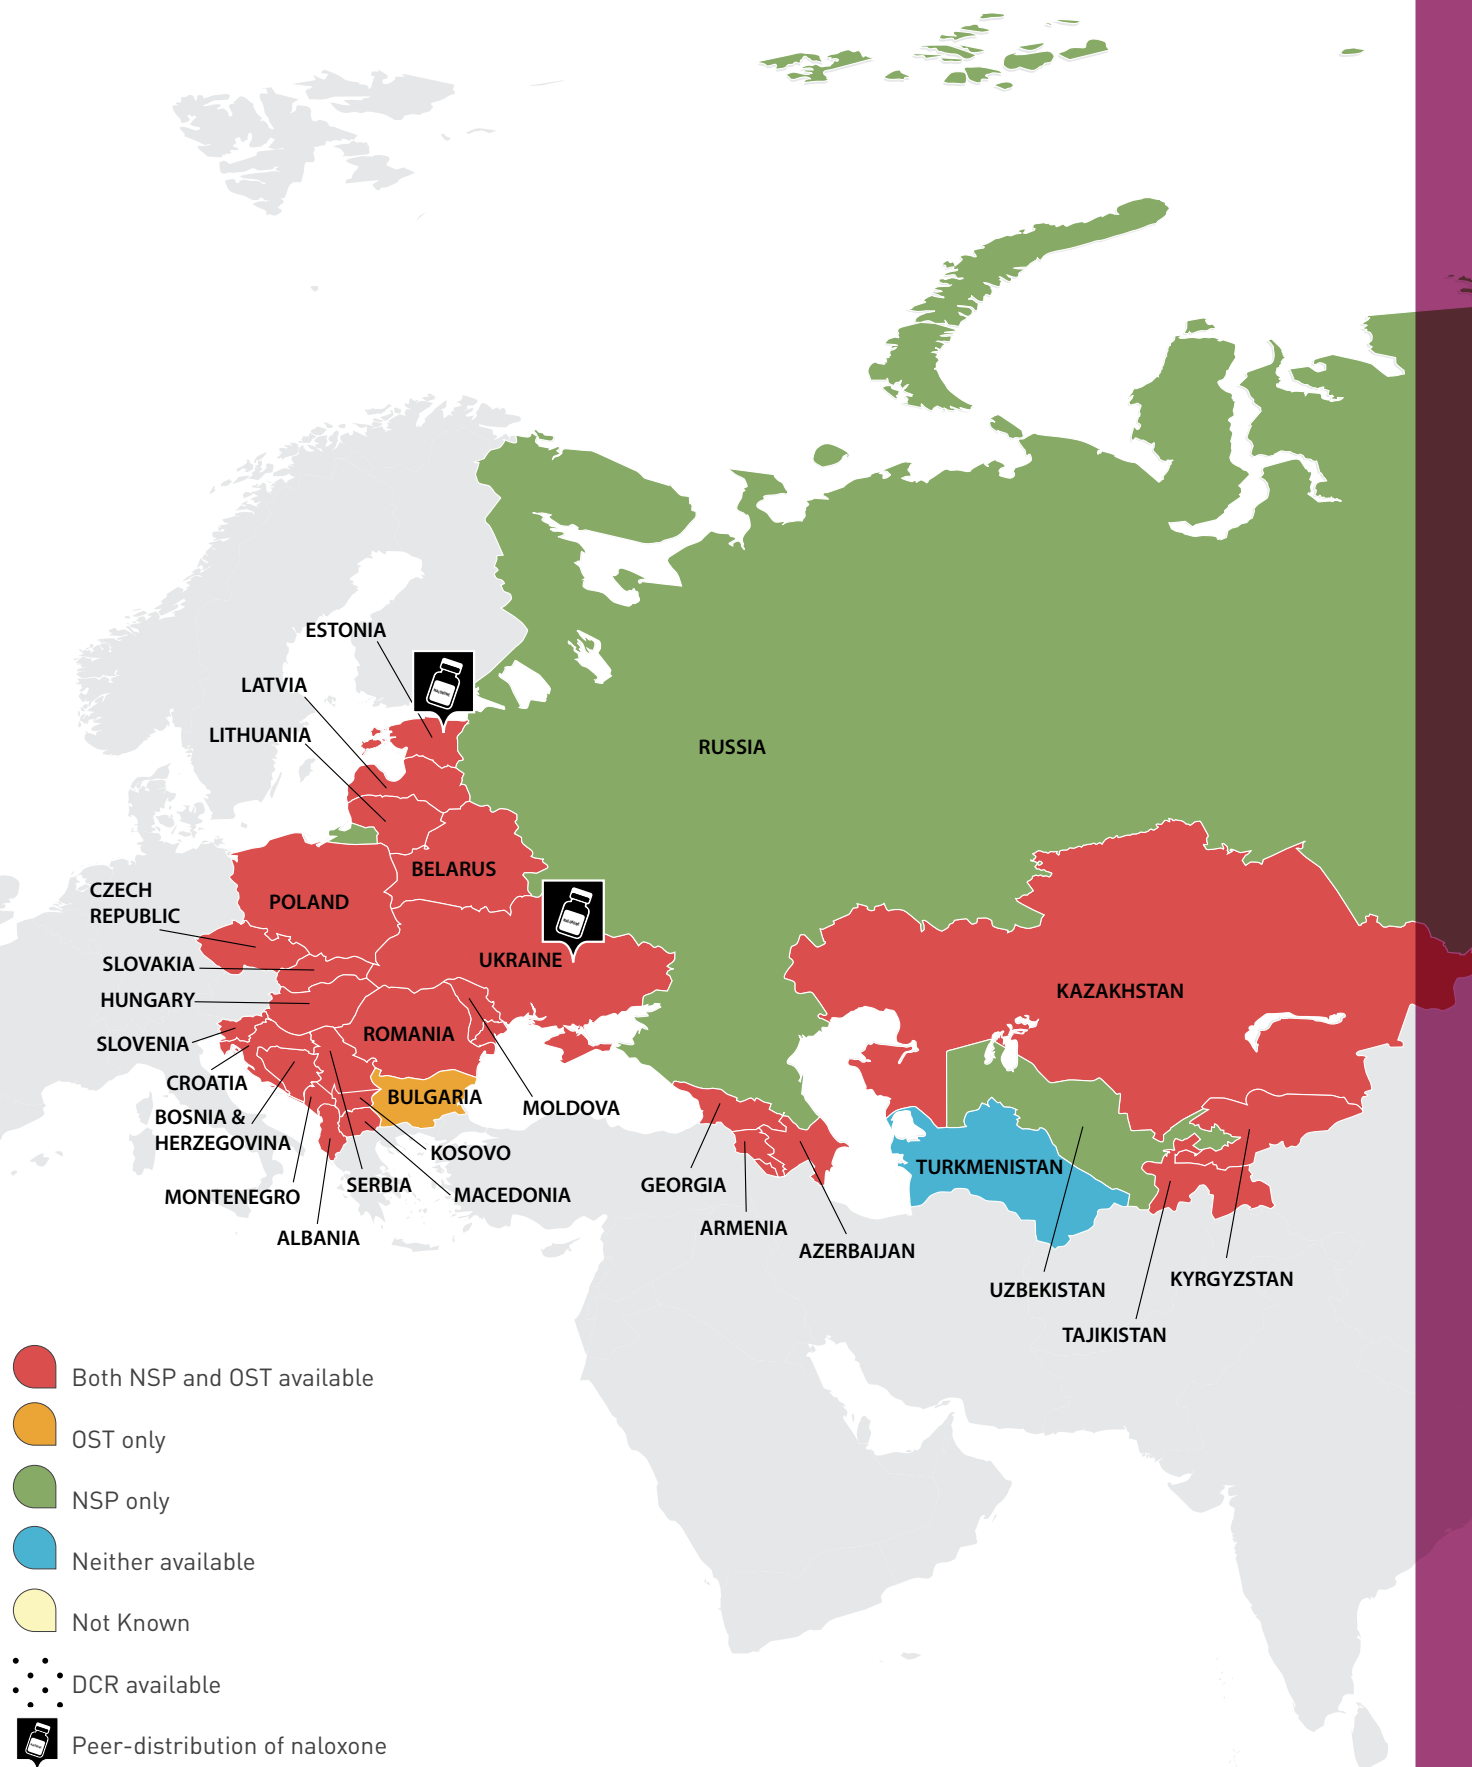 ESTONIA
LATVIA
LITHUANIA
RUSSIA
BELARUS
CZECH
REPUBLIC
POLAND
UKRAINE
SLOVAKIA
HUNGARY
KAZAKHSTAN
ROMANIA
SLOVENIA
CROATIA
BULGARIA
MOLDOVA
BOSNIA &
HERZEGOVINA
KOSOVO
TURKMENISTAN
MONTENEGRO
SERBIA
MACEDONIA
GEORGIA
ALBANIA
ARMENIA
AZERBAIJAN
UZBEKISTAN
KYRGYZSTAN
TAJIKISTAN
Both NSP and OST available
OST only
NSP only
Neither available
Not Known
DCR available
Peer-distribution of naloxone